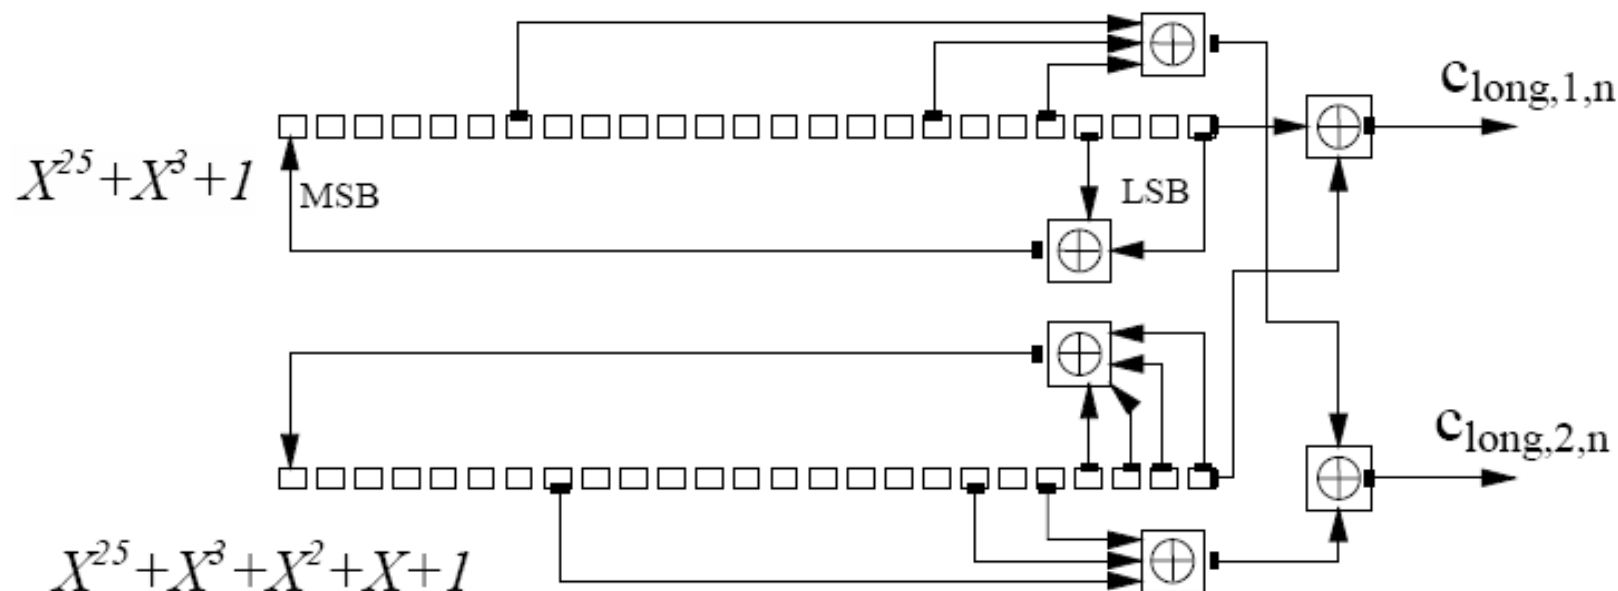 c_long,1,n
X^25+X^3+1
MSB
LSB
c_long,2,n
X^25+X^3+X^2+X+1